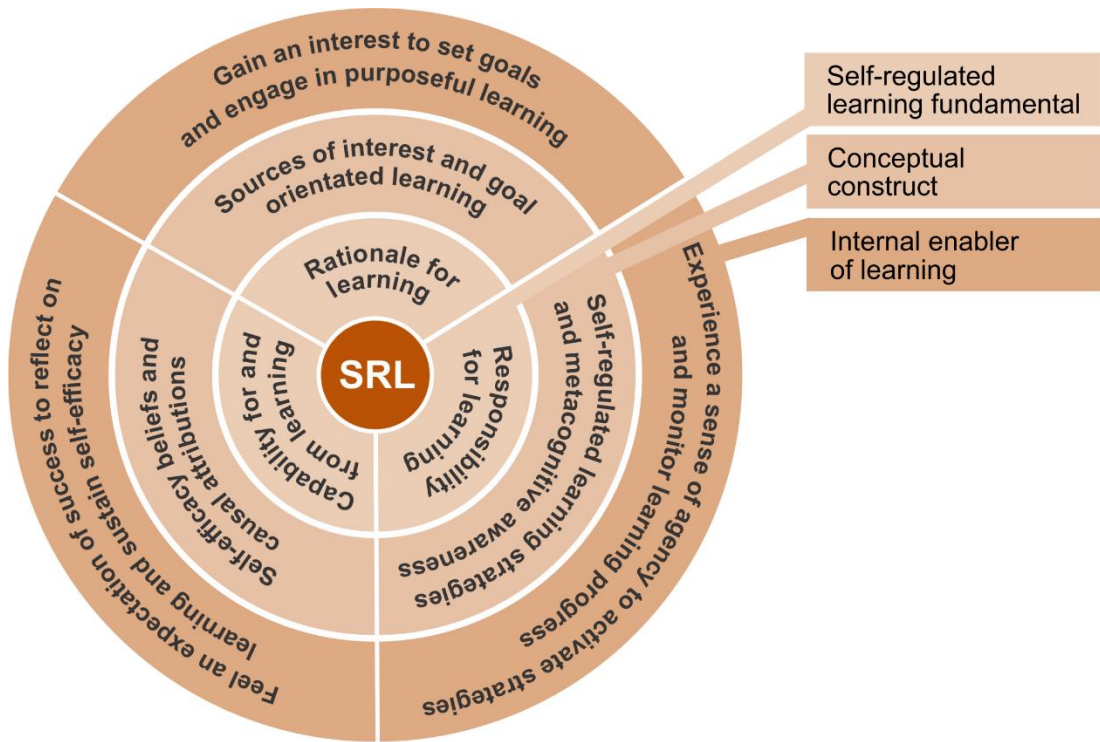 Gain an interest to set goals
and engage in purposeful learning
Sources of interest and goal
orientated learning
Rationale for
learning
SRL
Responsibility
for learning
Self-regulated learning strategies
and metacognitive awareness
Experience a sense of agency to activate strategies
and monitor learning progress
Capability for and
from learning
Self-efficacy beliefs and
causal attributions
Feel an expectation of success to reflect on
learning and sustain self-efficacy
Self-regulated
learning fundamental
Conceptual
construct
Internal enabler
of learning